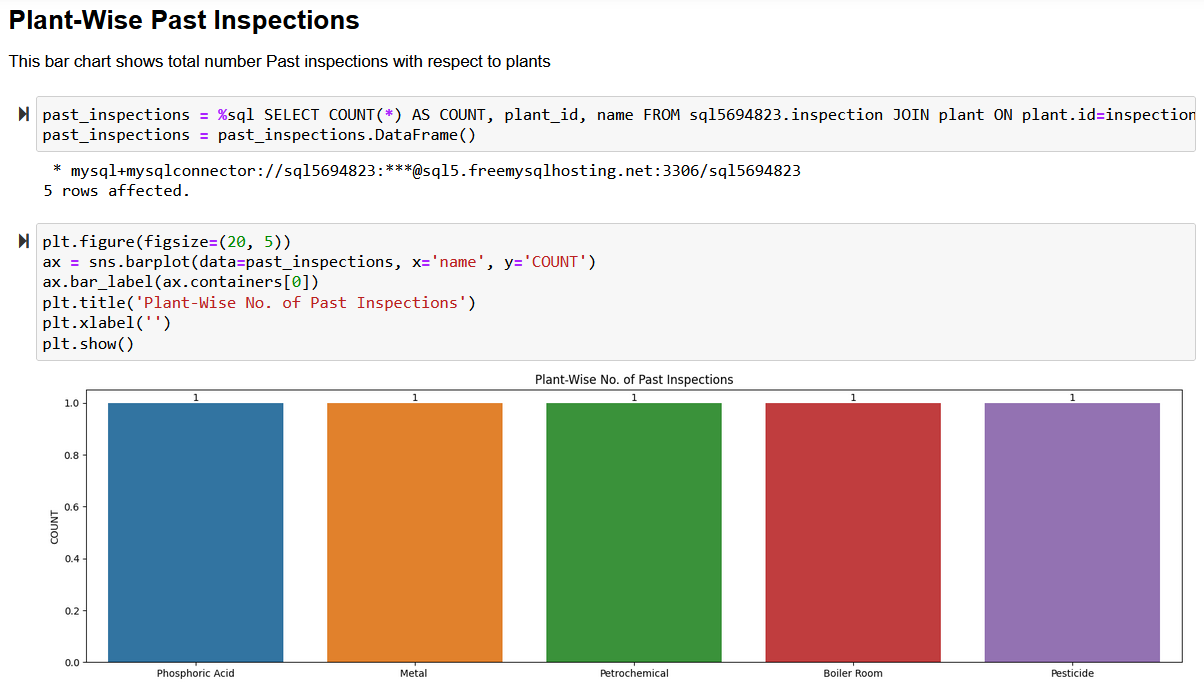 Plant-Wise Past Inspections
This bar chart shows total number Past inspections with respect to plants
past_inspections = %sql SELECT COUNT(*) AS COUNT, plant_id, name FROM sql5694823.inspection JOIN plant ON plant.id=inspection
past_inspections = past_inspections.DataFrame()
* mysql+mysqlconnector://sql5694823:***@sql5.freemysqlhosting.net:3306/sql5694823
5 rows affected.
plt.figure(figsize=(20, 5))
ax = sns.barplot(data=past_inspections, x='name', y='COUNT')
ax.bar_label(ax.containers[0])
plt.title('Plant-Wise No. of Past Inspections')
plt.xlabel('')
plt.show()
Plant-Wise No. of Past Inspections
1 1 1 1 1
1.0
0.8
0.6
COUNT
0.4
0.2
0.0
Phosphoric Acid Metal Petrochemical Boiler Room Pesticide